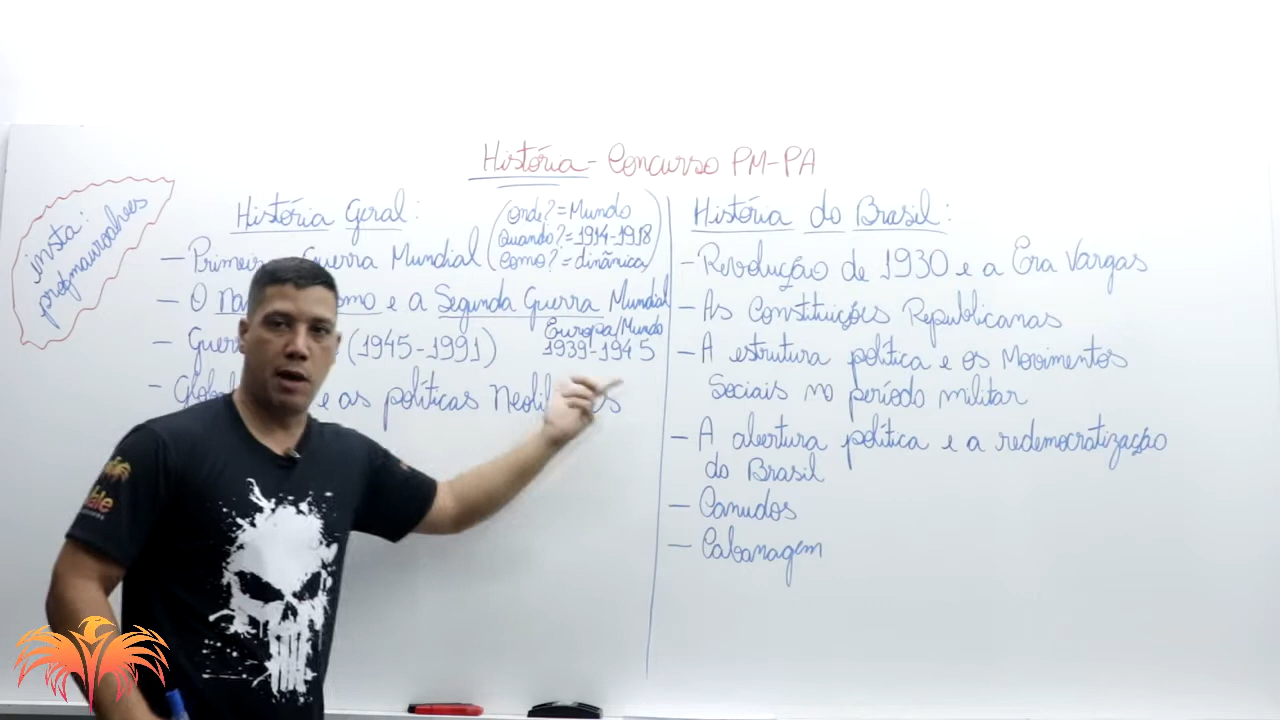 História - Concurso PM-PA
insta:
profmauroalves
História Geral:
(Onde? = Mundo
Quando? = 1914-1918
Como? = dinâmica)
- Primeira Guerra Mundial
- O e a Segunda Guerra Mundial
Europa/Mundo
1939-1945
- (1945-1991)
- e as políticas
História do Brasil:
- Revolução de 1930 e a Era Vargas
- As Constituições Republicanas
- A estrutura política e os Movimentos
Sociais no período militar
- A abertura política e a redemocratização
do Brasil
- Canudos
- Cabanagem